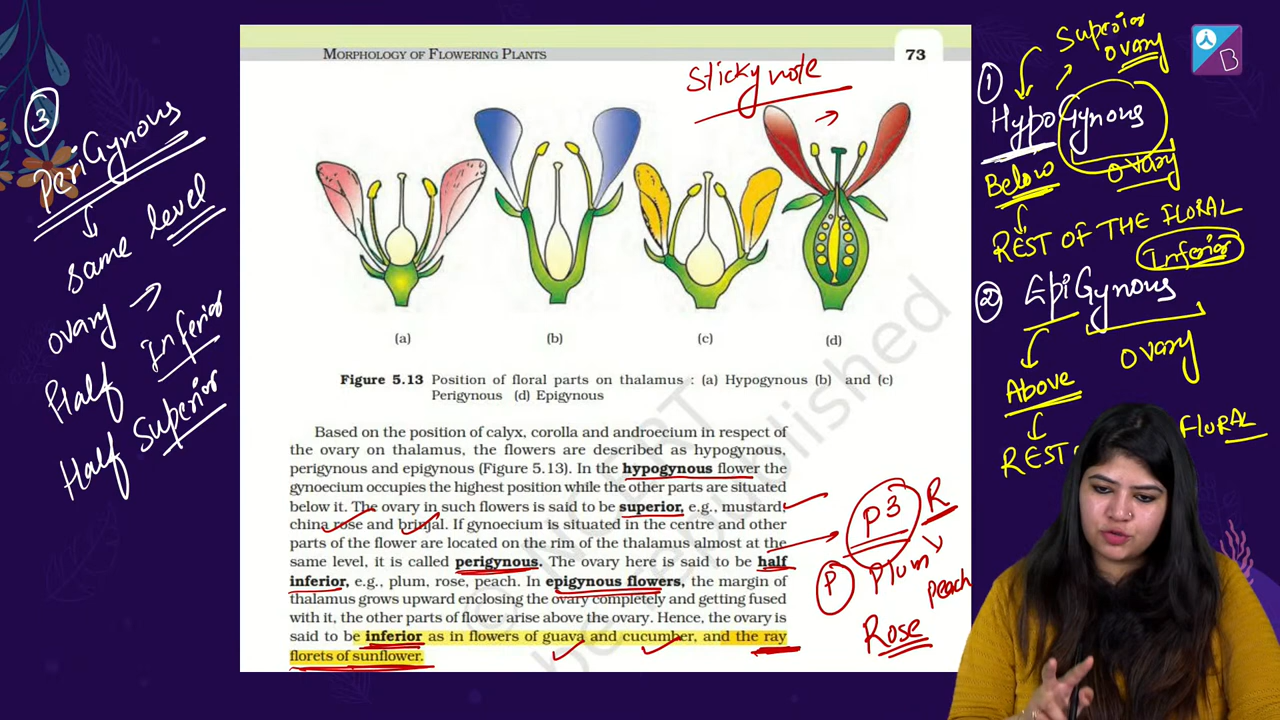 MORPHOLOGY OF FLOWERING PLANTS
73
Sticky note
(a)
(b)
(c)
(d)
Figure 5.13 Position of floral parts on thalamus : (a) Hypogynous (b) and (c)
Perigynous (d) Epigynous
Based on the position of calyx, corolla and androecium in respect of
the ovary on thalamus, the flowers are described as hypogynous,
perigynous and epigynous (Figure 5.13). In the hypogynous flower the
gynoecium occupies the highest position while the other parts are situated
below it. The ovary in such flowers is said to be superior, e.g., mustard,
china rose and brinjal. If gynoecium is situated in the centre and other
parts of the flower are located on the rim of the thalamus almost at the
same level, it is called perigynous. The ovary here is said to be half
inferior, e.g., plum, rose, peach. In epigynous flowers, the margin of
thalamus grows upward enclosing the ovary completely and getting fused
with it, the other parts of flower arise above the ovary. Hence, the ovary is
said to be inferior as in flowers of guava and cucumber, and the ray
florets of sunflower.
© NCERT
be republished
3
PeriGynous
same level
ovary
Half Inferior
Half Superior
Superior
ovary
1
HypoGynous
Below ovary
REST OF THE FLORAL
Inferior
2 EpiGynous
ovary
Above
REST FLORAL
P3 R
P Plum
Peach
Rose
B